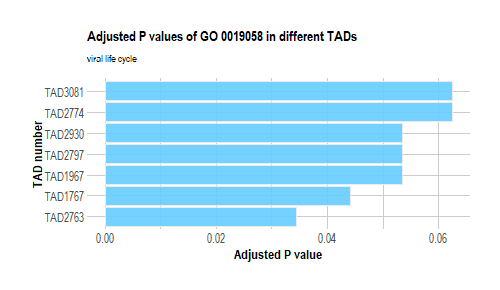 Adjusted P values of GO 0019058 in different TADs
viral life cycle
TAD number
TAD3081
TAD2774
TAD2930
TAD2797
TAD1967
TAD1767
TAD2763
0.00 0.02 0.04 0.06
Adjusted P value